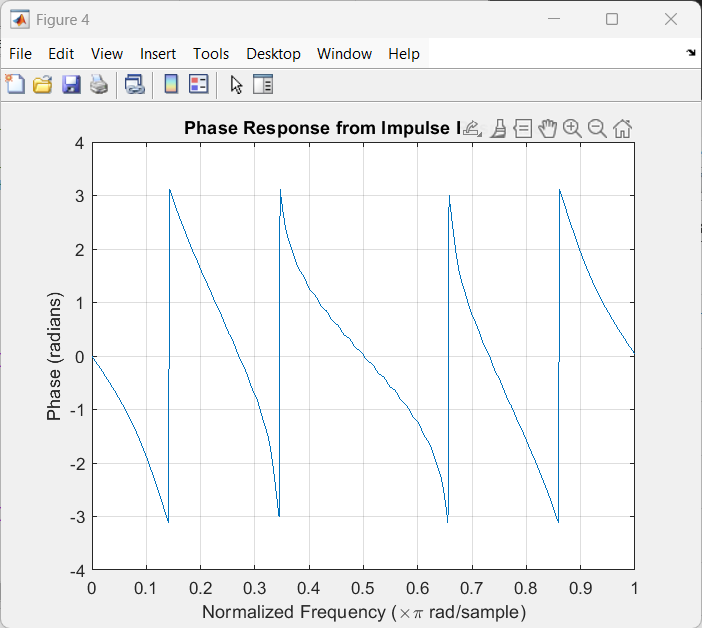 Figure 4
File Edit View Insert Tools Desktop Window Help
Phase Response from Impulse
4
3
2
1
0
-1
-2
-3
-4
Phase (radians)
0 0.1 0.2 0.3 0.4 0.5 0.6 0.7 0.8 0.9 1
Normalized Frequency (×π rad/sample)